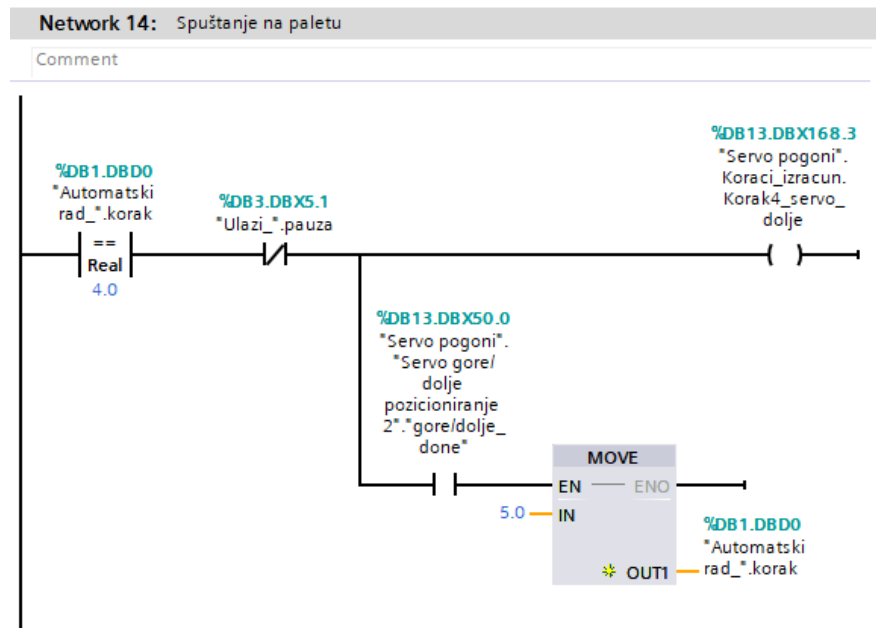 Network 14: Spuštanje na paletu
Comment
%DB1.DBD0
"Automatski
rad_".korak
==
Real
4.0
%DB3.DBX5.1
"Ulazi_".pauza
%DB13.DBX168.3
"Servo pogoni".
Koraci_izracun.
Korak4_servo_
dolje
%DB13.DBX50.0
"Servo pogoni".
"Servo gore/
dolje
pozicioniranje
2"."gore/dolje_
done"
MOVE
EN ENO
5.0 IN
OUT1
%DB1.DBD0
"Automatski
rad_".korak